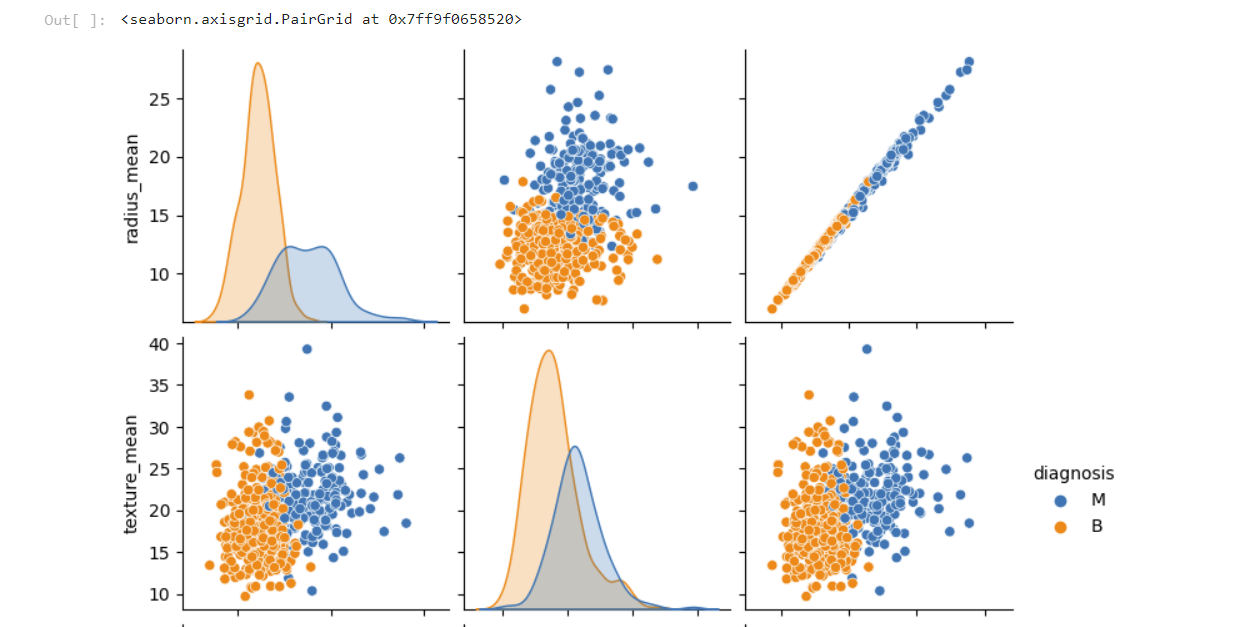 Out[ ]: <seaborn.axisgrid.PairGrid at 0x7ff9f0658520>
25
20
15
10
radius_mean
40
35
30
25
20
15
10
texture_mean
diagnosis
M
B